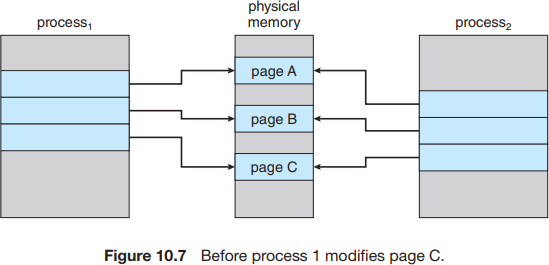 process1
physical
memory
process2
page A
page B
page C
Figure 10.7 Before process 1 modifies page C.